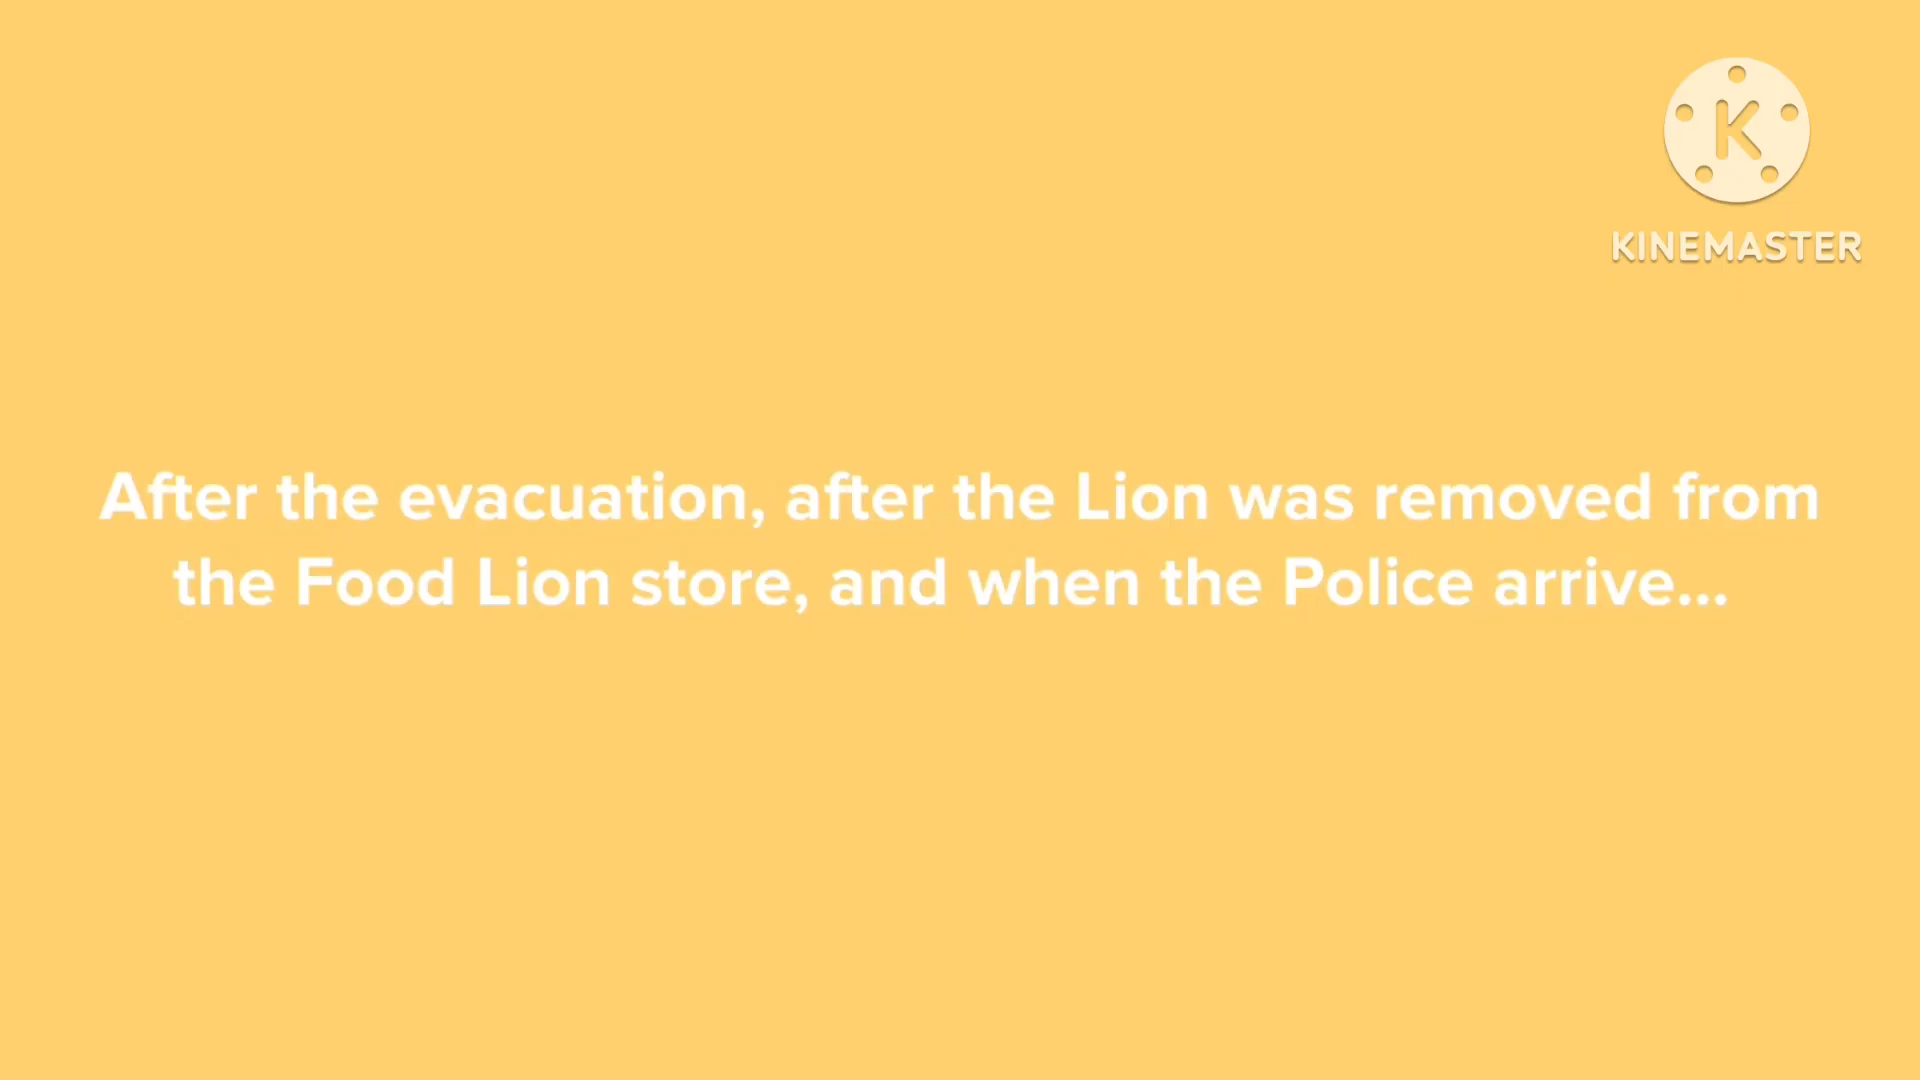 K
KINEMASTER
After the evacuation, after the Lion was removed from
the Food Lion store, and when the Police arrive...